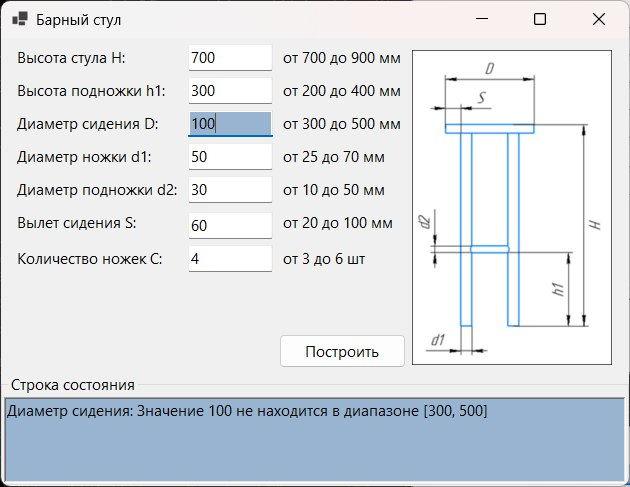 Барный стул
Высота стула H: 700 от 700 до 900 мм
Высота подножки h1: 300 от 200 до 400 мм
Диаметр сидения D: 100 от 300 до 500 мм
Диаметр ножки d1: 50 от 25 до 70 мм
Диаметр подножки d2: 30 от 10 до 50 мм
Вылет сидения S: 60 от 20 до 100 мм
Количество ножек C: 4 от 3 до 6 шт
D
S
d2
H
h1
d1
Построить
Строка состояния
Диаметр сидения: Значение 100 не находится в диапазоне [300, 500]